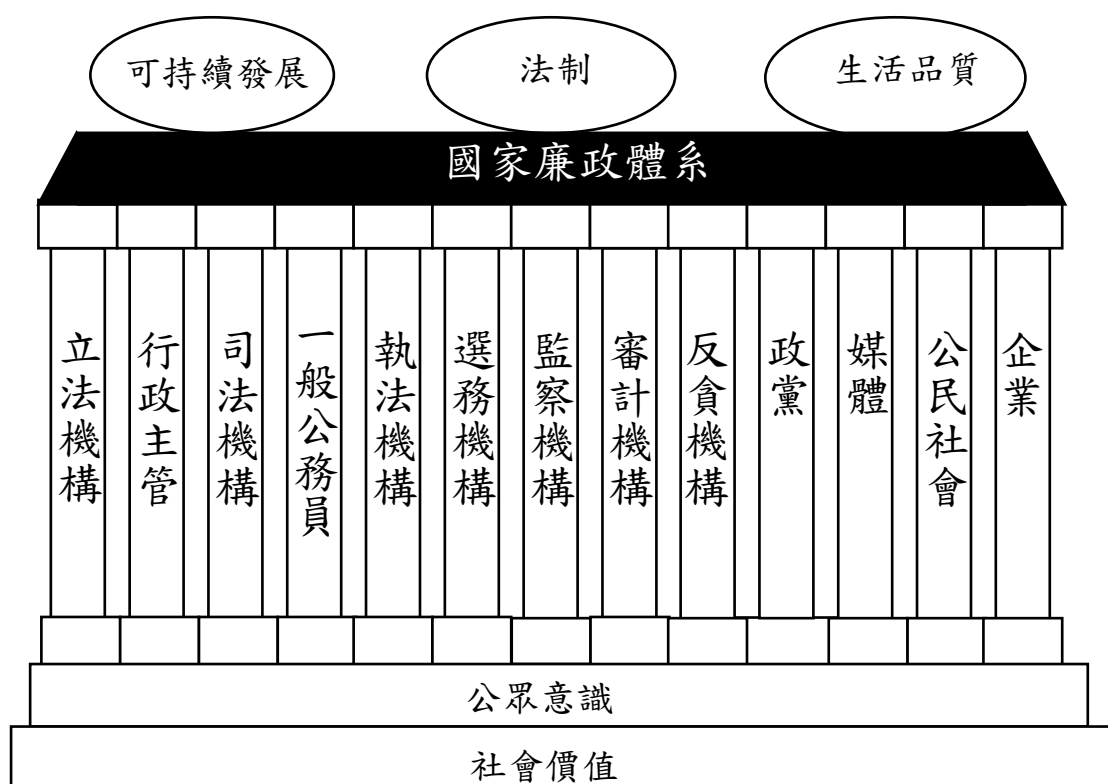 可持續發展
法制
生活品質
國家廉政體系
立法機構
行政主管
司法機構
一般公務員
執法機構
選務機構
監察機構
審計機構
反貪機構
政黨
媒體
公民社會
企業
公眾意識
社會價值